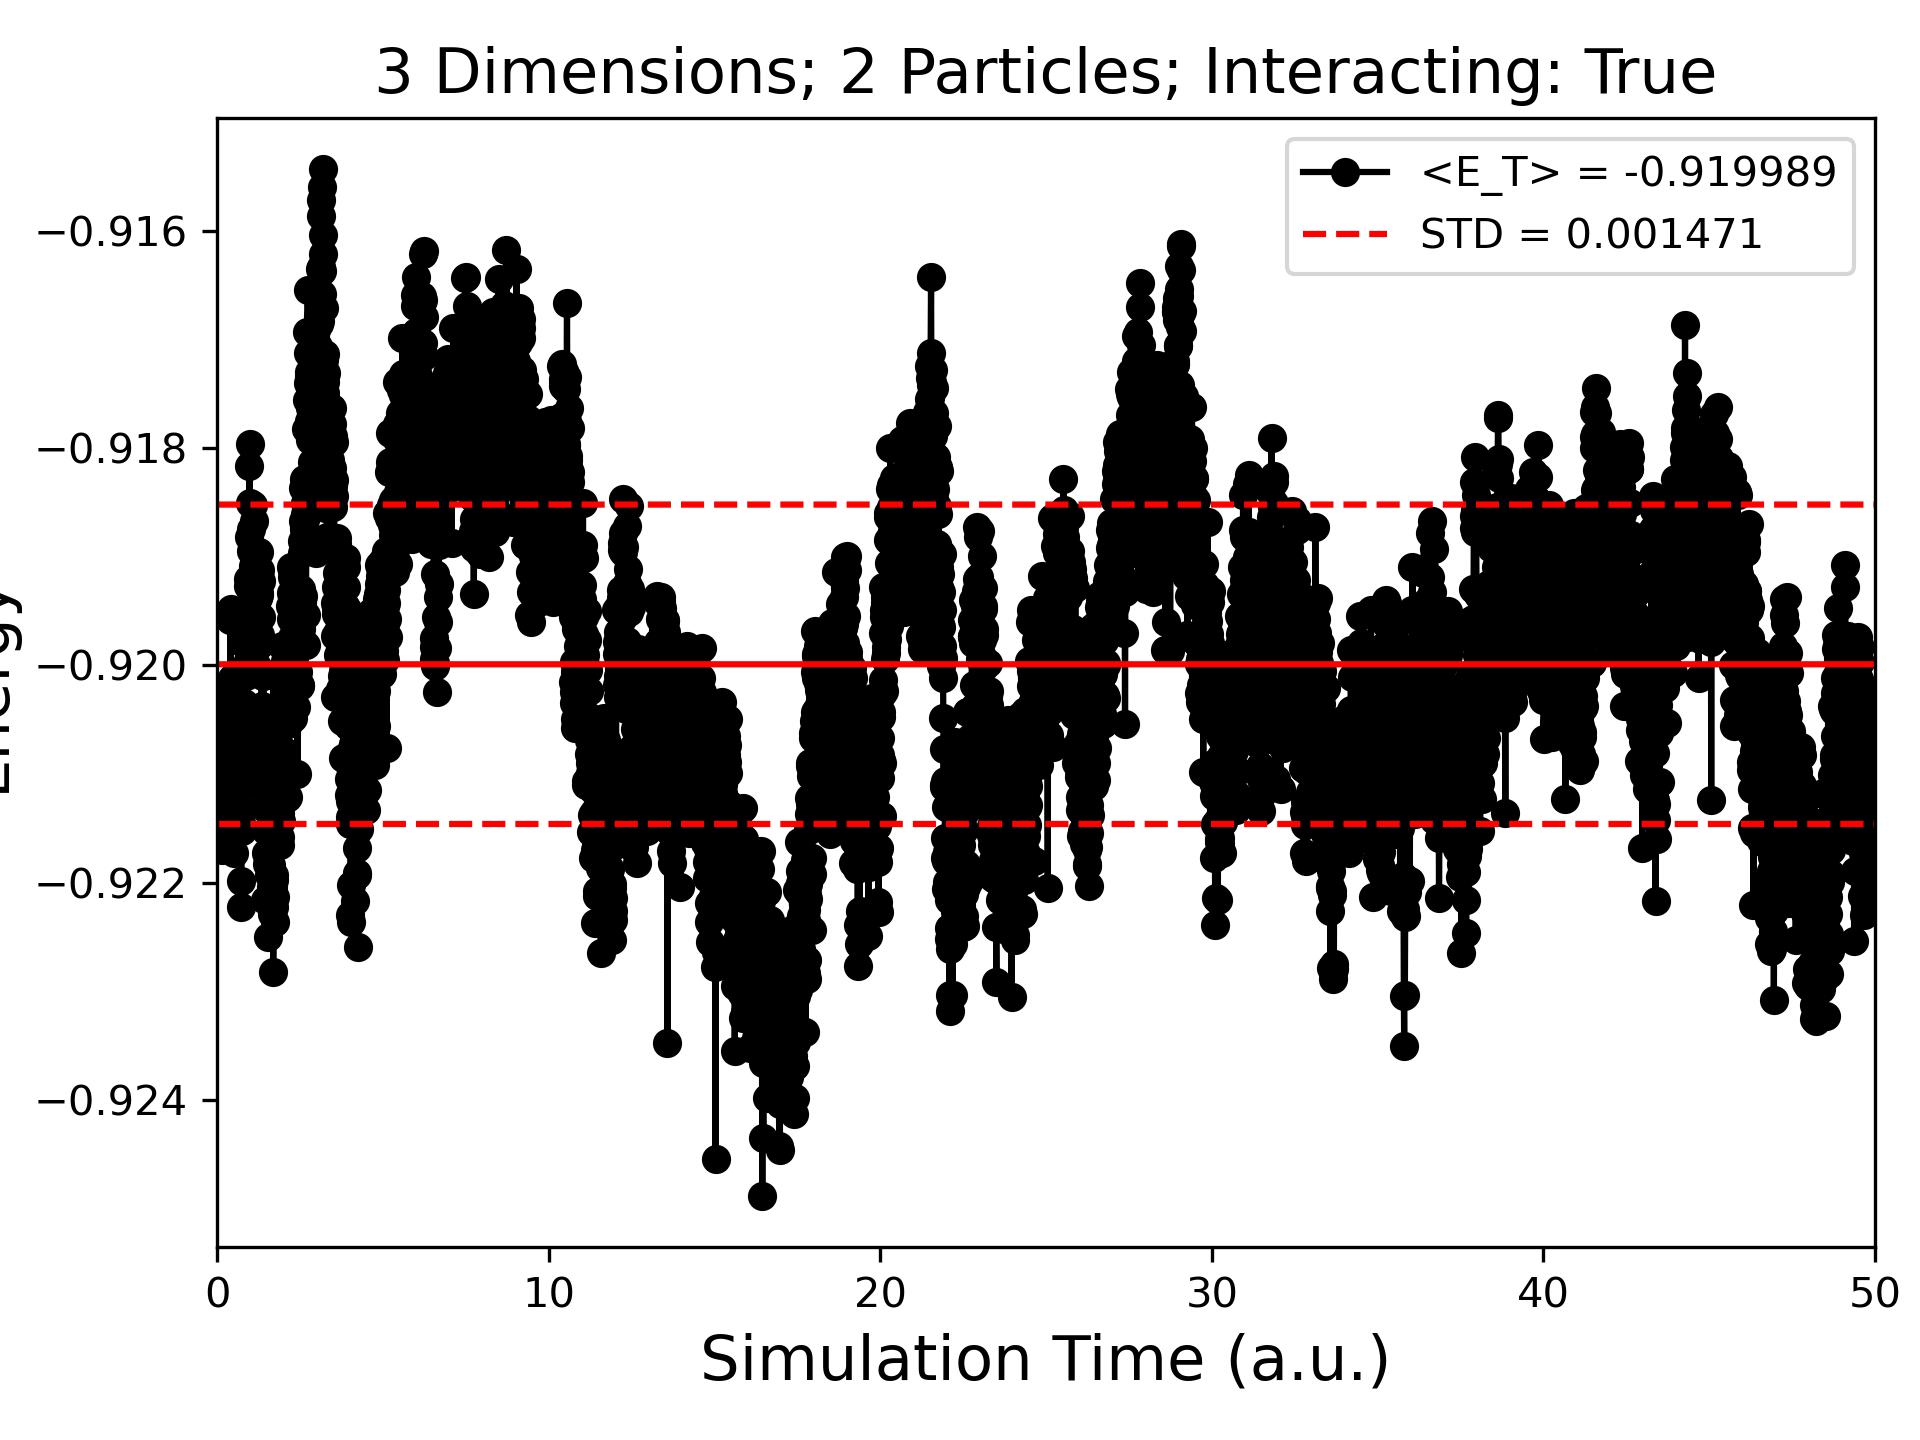 3 Dimensions; 2 Particles; Interacting: True
<E_T> = -0.919989
STD = 0.001471
−0.916
−0.918
−0.920
−0.922
−0.924
Energy
0 10 20 30 40 50
Simulation Time (a.u.)